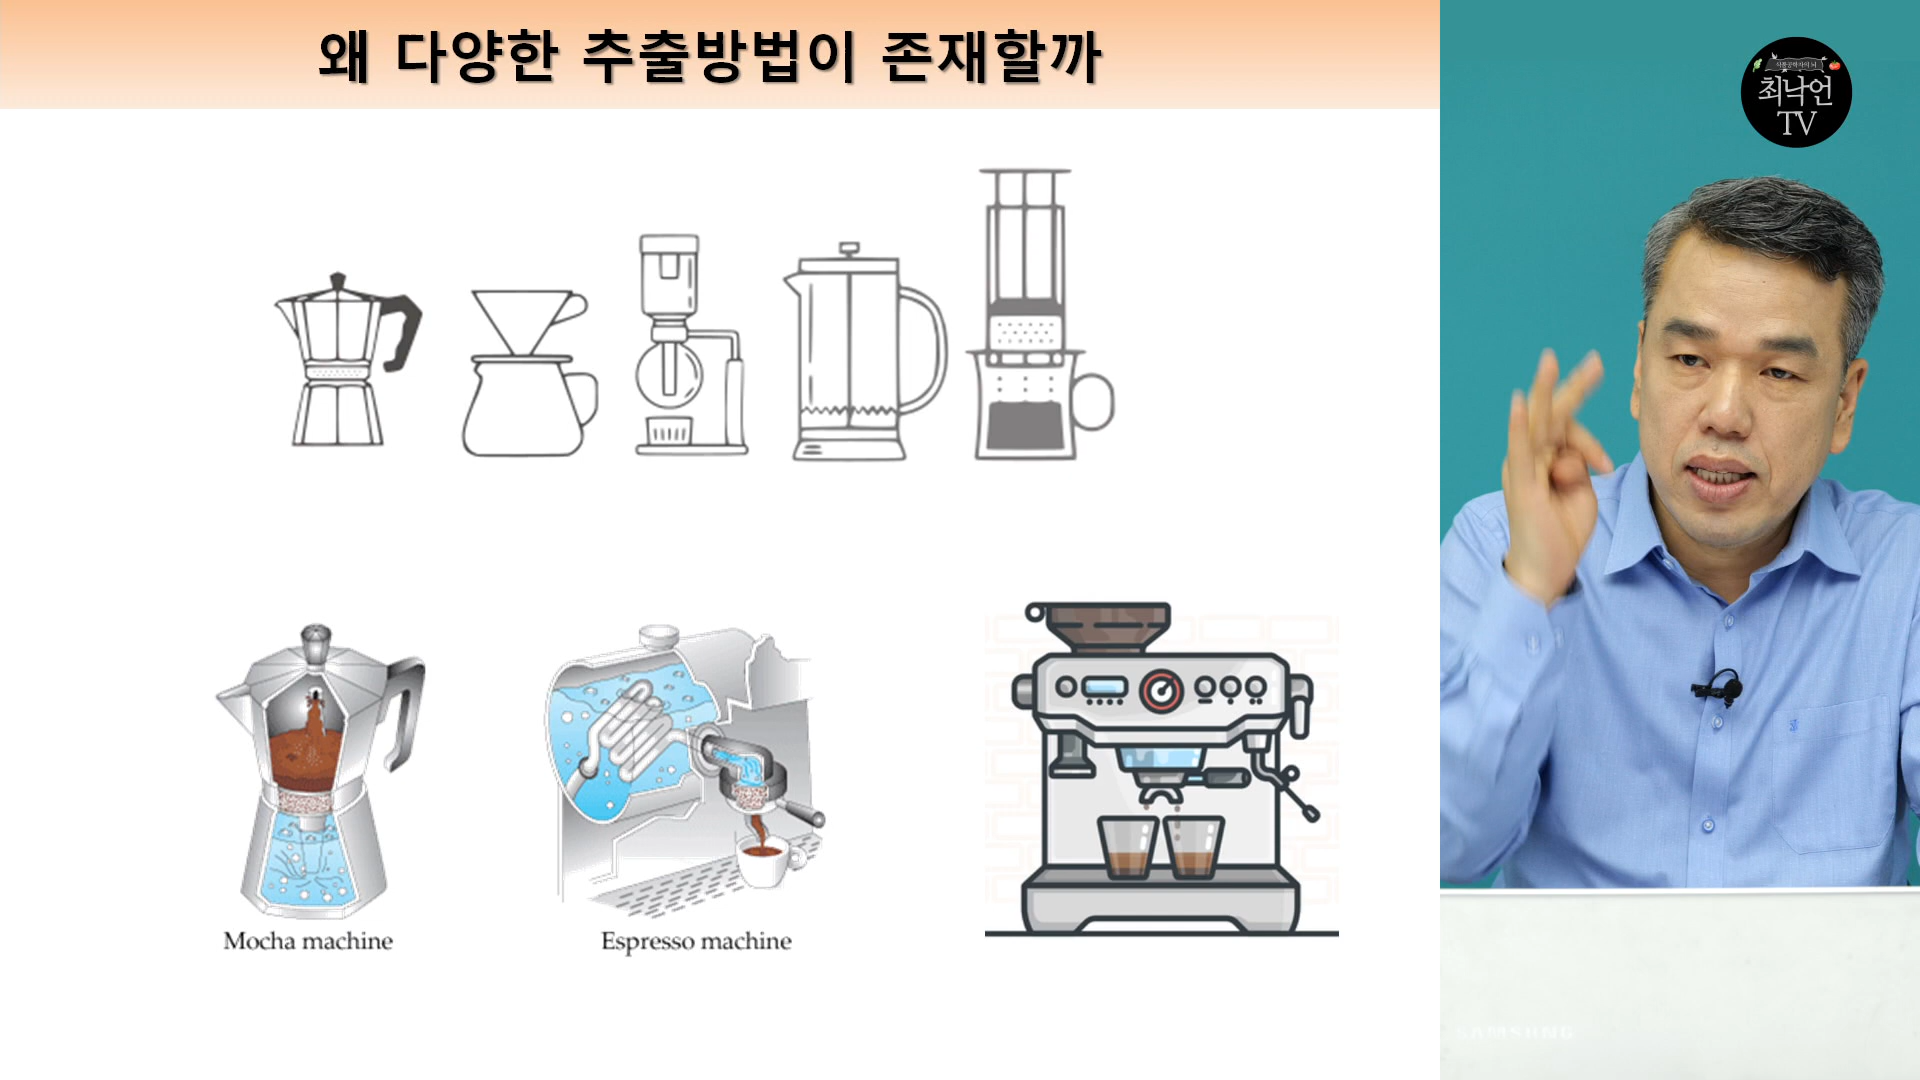 왜 다양한 추출방법이 존재할까
최낙언
TV
Mocha machine
Espresso machine
SAMSUNG